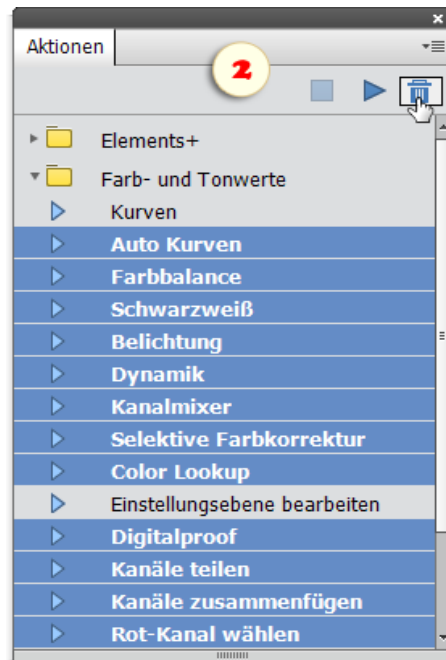 Aktionen
2
Elements+
Farb- und Tonwerte
Kurven
Auto Kurven
Farbbalance
Schwarzweiß
Belichtung
Dynamik
Kanalmixer
Selektive Farbkorrektur
Color Lookup
Einstellungsebene bearbeiten
Digitalproof
Kanäle teilen
Kanäle zusammenfügen
Rot-Kanal wählen